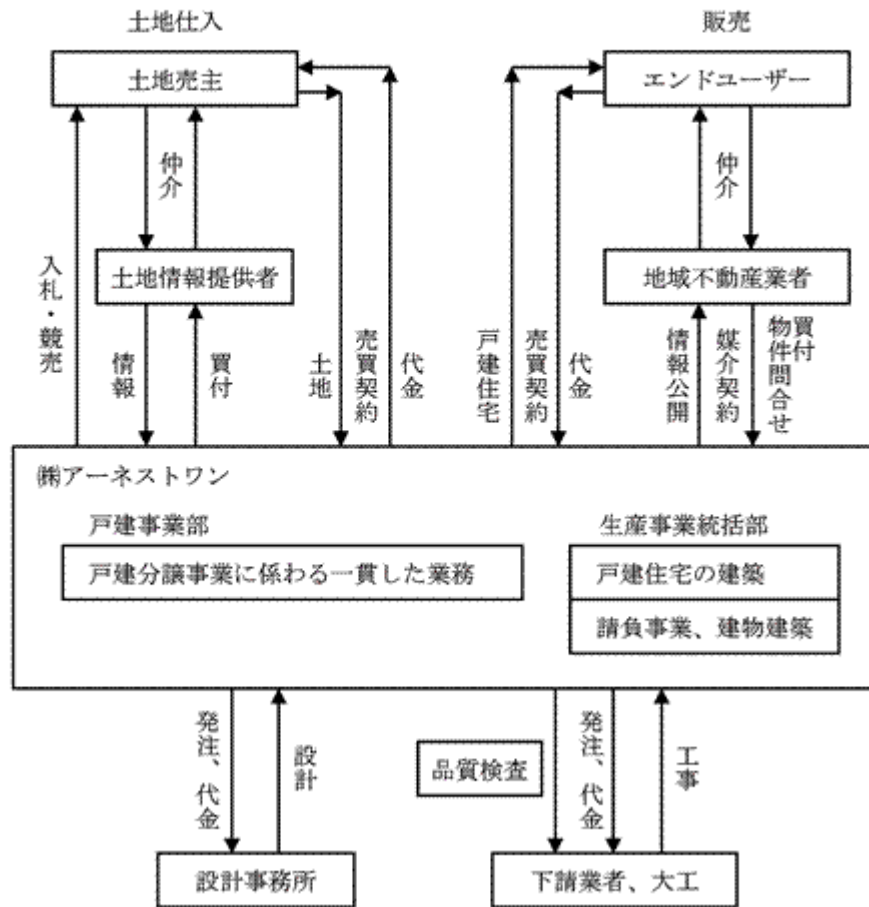 土地仕入
販売
土地売主
エンドユーザー
仲介
仲介
土地情報提供者
地域不動産業者
入札・競売
情報
買付
土地
売買契約
代金
戸建住宅
売買契約
代金
情報公開
媒介契約
買付
物件問合せ
㈱アーネストワン
戸建事業部
生産事業統括部
戸建分譲事業に係わる一貫した業務
戸建住宅の建築
請負事業、建物建築
発注、代金
設計
品質検査
発注、代金
工事
設計事務所
下請業者、大工